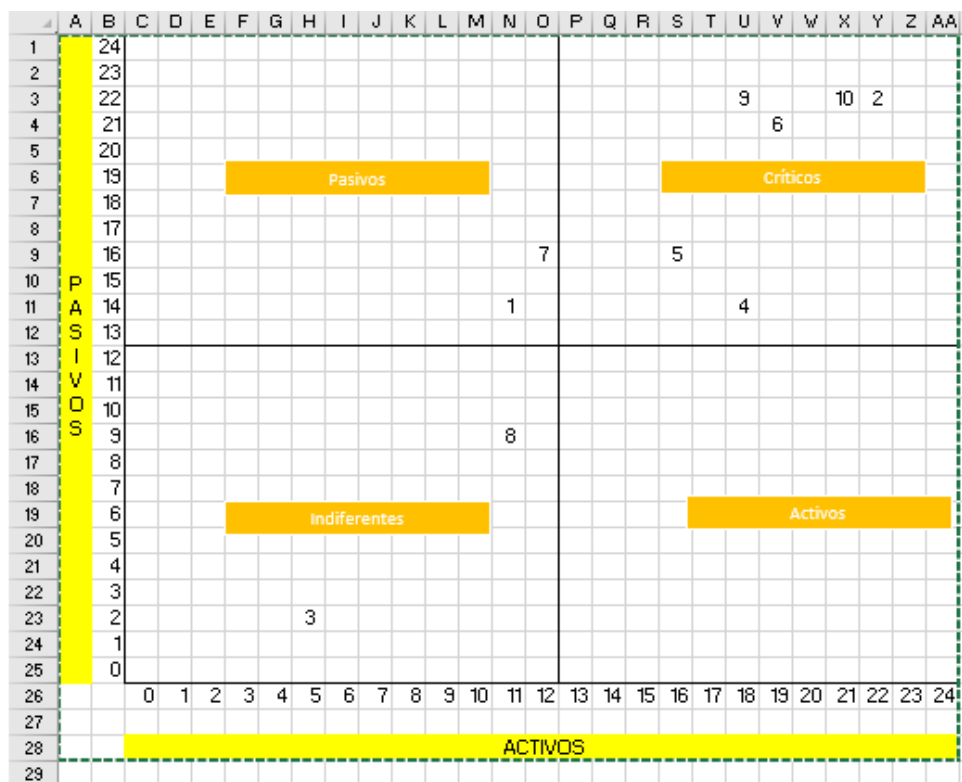 A B C D E F G H I J K L M N O P Q R S T U V W X Y Z AA
1 24
2 23
3 22 9 10 2
4 21 6
5 20
6 19 Pasivos Críticos
7 18
8 17
9 16 7 5
10 15
11 14 1 4
12 13
13 12
14 11
15 10
16 9 8
17 8
18 7
19 6 Indiferentes Activos
20 5
21 4
22 3
23 2 3
24 1
25 0
26 0 1 2 3 4 5 6 7 8 9 10 11 12 13 14 15 16 17 18 19 20 21 22 23 24
27
28 ACTIVOS
29
PASIVOS